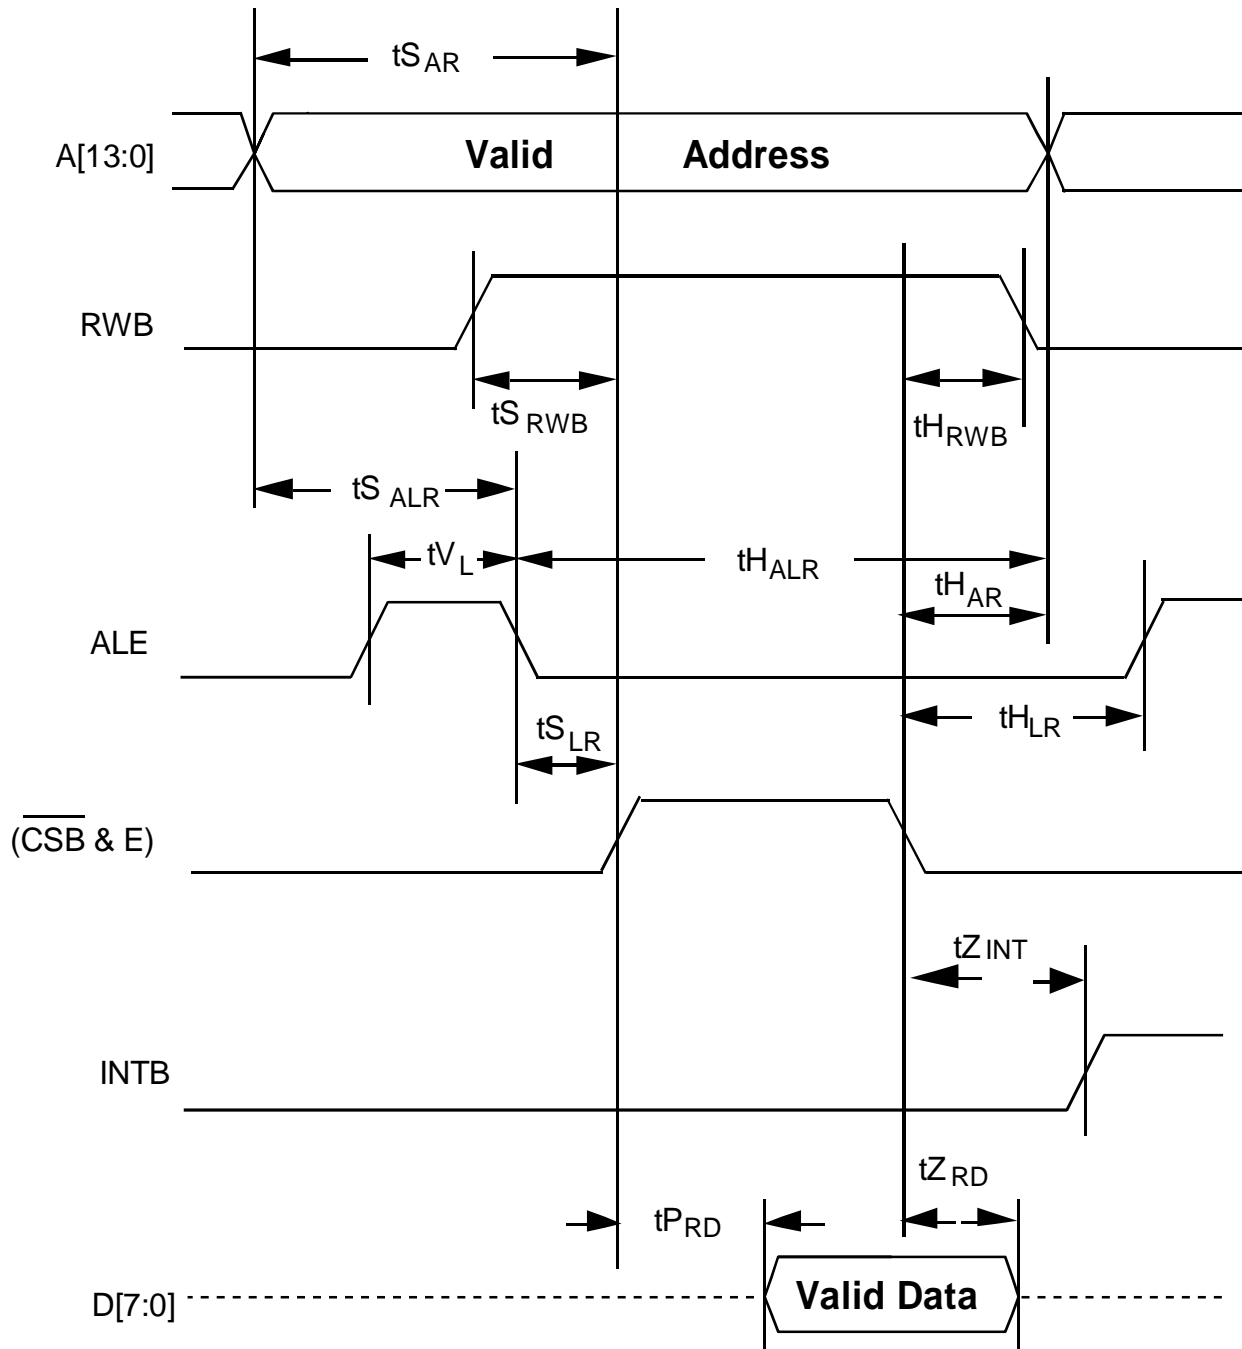 tS AR
A[13:0]
Valid Address
RWB
tS RWB
tH RWB
tS ALR
tV L
tH ALR
tH AR
ALE
tS LR
tH LR
(CSB & E)
tZ INT
INTB
tZ RD
tP RD
D[7:0]
Valid Data